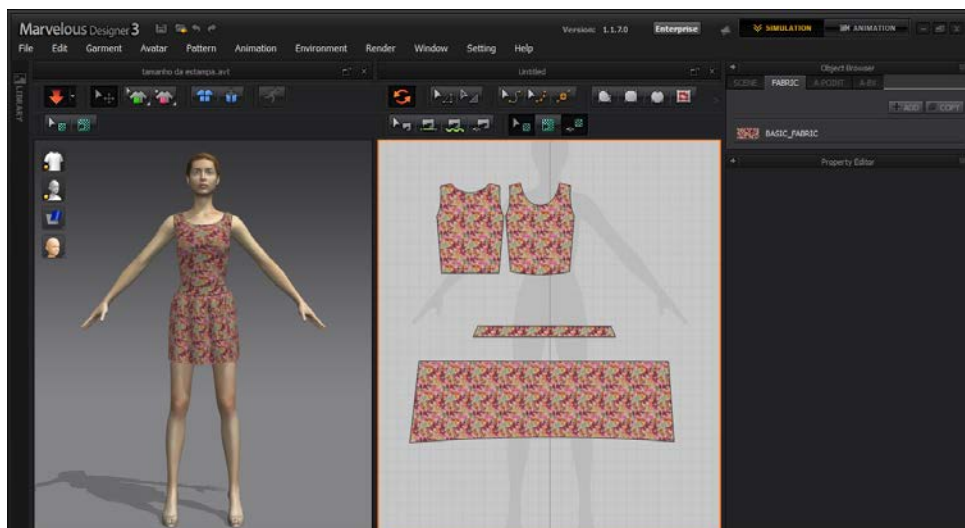 Marvelous Designer 3
Version: 1.1.7.0 Enterprise
SIMULATION ANIMATION
File Edit Garment Avatar Pattern Animation Environment Render Window Setting Help
LIBRARY
tamanho da estampa.avt
Untitled
Object Browser
SCENE FABRIC A-POINT
+ ADD COPY
BASIC_FABRIC
Property Editor